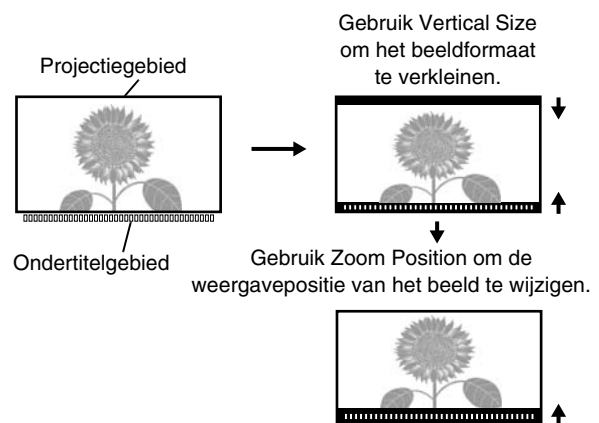 Gebruik Vertical Size
om het beeldformaat
te verkleinen.
Projectiegebied
Ondertitelgebied
Gebruik Zoom Position om de
weergavepositie van het beeld te wijzigen.